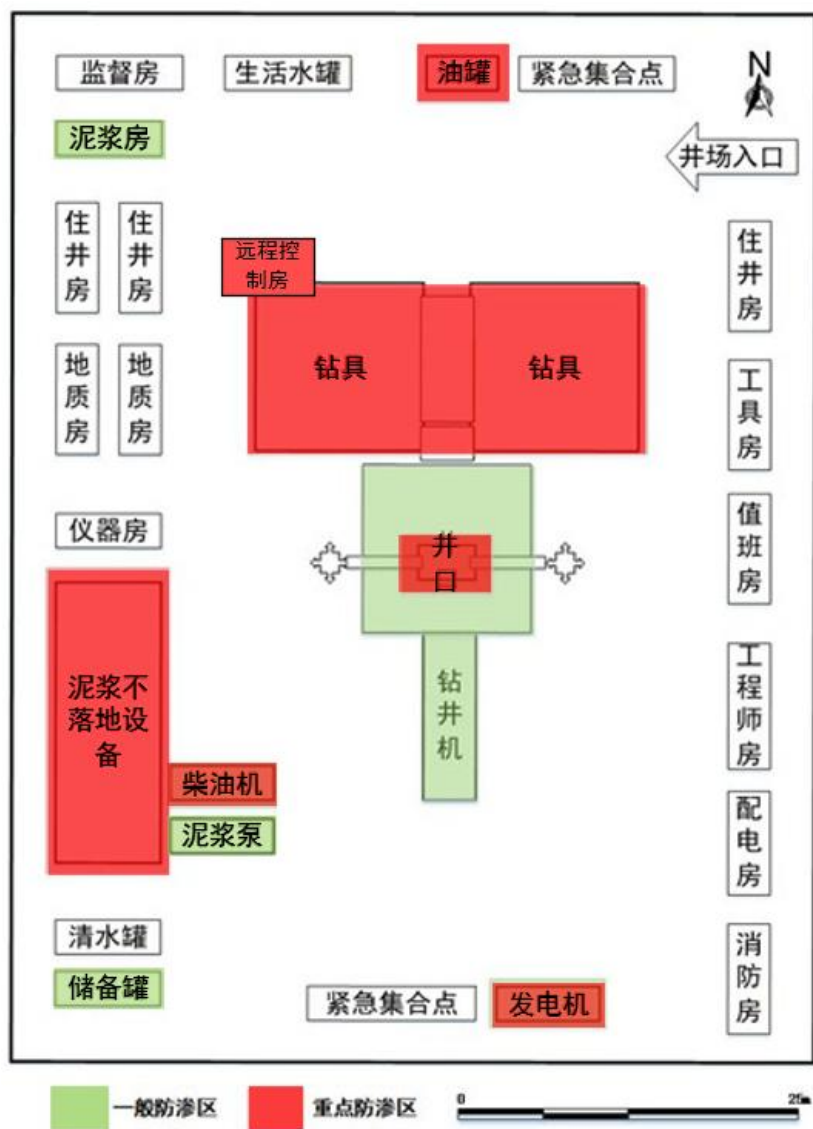 监督房
生活水罐
油罐
紧急集合点
N
泥浆房
井场入口
住井房
住井房
远程控
制房
住井房
钻具
钻具
地质房
地质房
工具房
仪器房
井
口
值班房
泥浆不
落地设
备
钻井机
工程师房
柴油机
泥浆泵
配电房
清水罐
储备罐
紧急集合点
发电机
消防房
一般防渗区
重点防渗区
0
25m